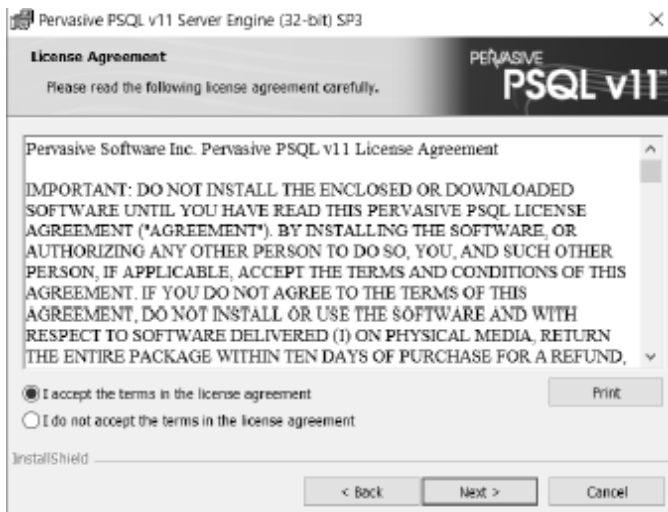 Pervasive PSQL v11 Server Engine (32-bit) SP3
License Agreement
Please read the following license agreement carefully.
PERVASIVE
PSQL v11
Pervasive Software Inc. Pervasive PSQL v11 License Agreement
IMPORTANT: DO NOT INSTALL THE ENCLOSED OR DOWNLOADED
SOFTWARE UNTIL YOU HAVE READ THIS PERVASIVE PSQL LICENSE
AGREEMENT ("AGREEMENT"). BY INSTALLING THE SOFTWARE, OR
AUTHORIZING ANY OTHER PERSON TO DO SO, YOU, AND SUCH OTHER
PERSON, IF APPLICABLE, ACCEPT THE TERMS AND CONDITIONS OF THIS
AGREEMENT. IF YOU DO NOT AGREE TO THE TERMS OF THIS
AGREEMENT, DO NOT INSTALL OR USE THE SOFTWARE AND WITH
RESPECT TO SOFTWARE DELIVERED (I) ON PHYSICAL MEDIA, RETURN
THE ENTIRE PACKAGE WITHIN TEN DAYS OF PURCHASE FOR A REFUND,
I accept the terms in the license agreement
Print
I do not accept the terms in the license agreement
InstallShield
< Back
Next >
Cancel